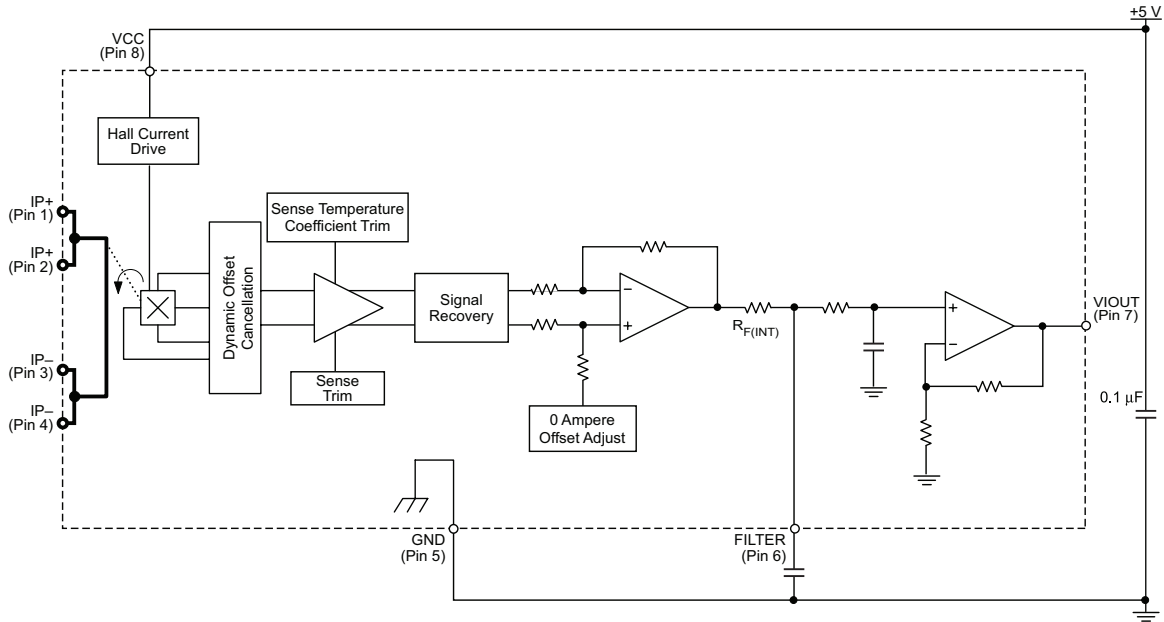 +5 V
VCC
(Pin 8)
Hall Current
Drive
IP+
(Pin 1)
IP+
(Pin 2)
IP–
(Pin 3)
IP–
(Pin 4)
Dynamic Offset
Cancellation
Sense Temperature
Coefficient Trim
Sense
Trim
Signal
Recovery
–
+
0 Ampere
Offset Adjust
RF(INT)
+
–
VIOUT
(Pin 7)
0.1 μF
GND
(Pin 5)
FILTER
(Pin 6)